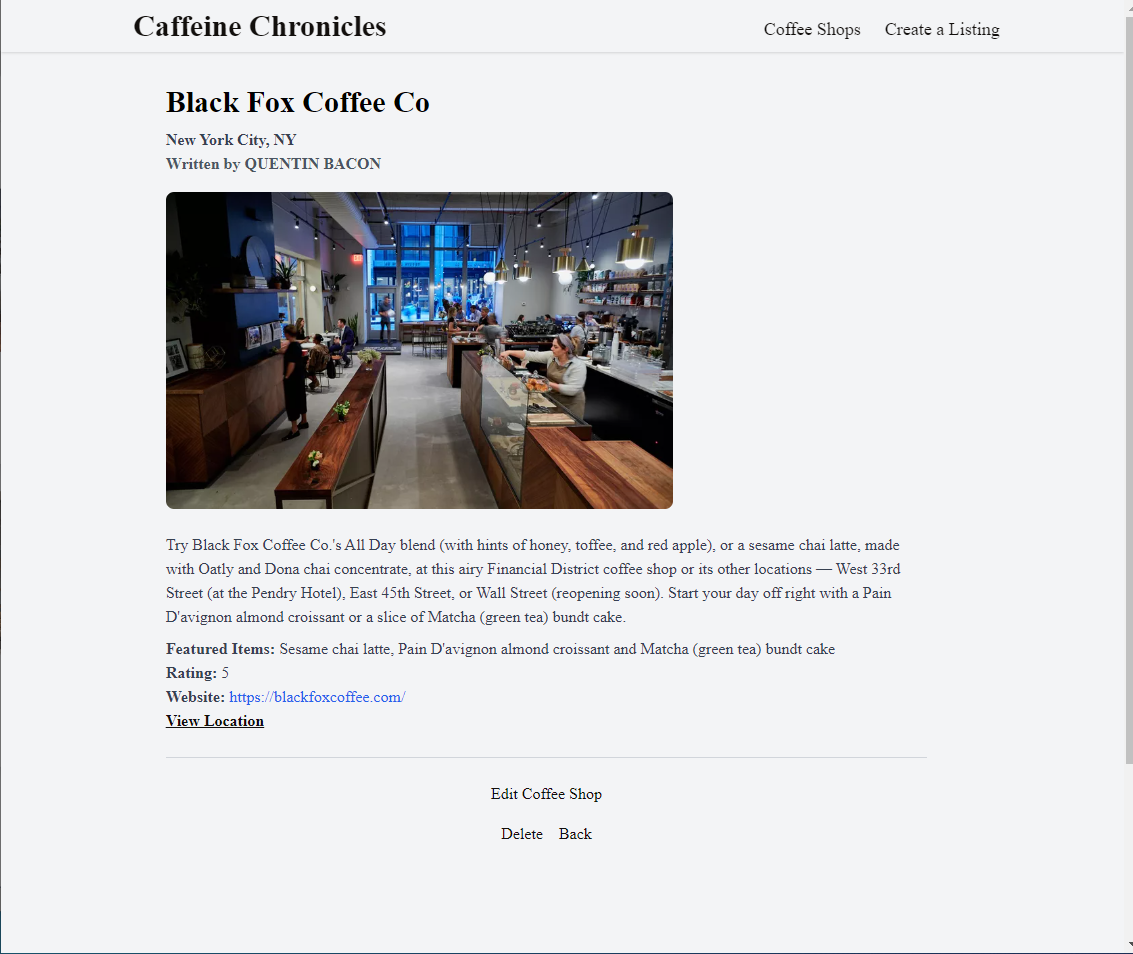 Caffeine Chronicles
Coffee Shops Create a Listing
Black Fox Coffee Co
New York City, NY
Written by QUENTIN BACON
Try Black Fox Coffee Co.'s All Day blend (with hints of honey, toffee, and red apple), or a sesame chai latte, made
with Oatly and Dona chai concentrate, at this airy Financial District coffee shop or its other locations — West 33rd
Street (at the Pendry Hotel), East 45th Street, or Wall Street (reopening soon). Start your day off right with a Pain
D'avignon almond croissant or a slice of Matcha (green tea) bundt cake.
Featured Items: Sesame chai latte, Pain D'avignon almond croissant and Matcha (green tea) bundt cake
Rating: 5
Website: https://blackfoxcoffee.com/
View Location
Edit Coffee Shop
Delete Back